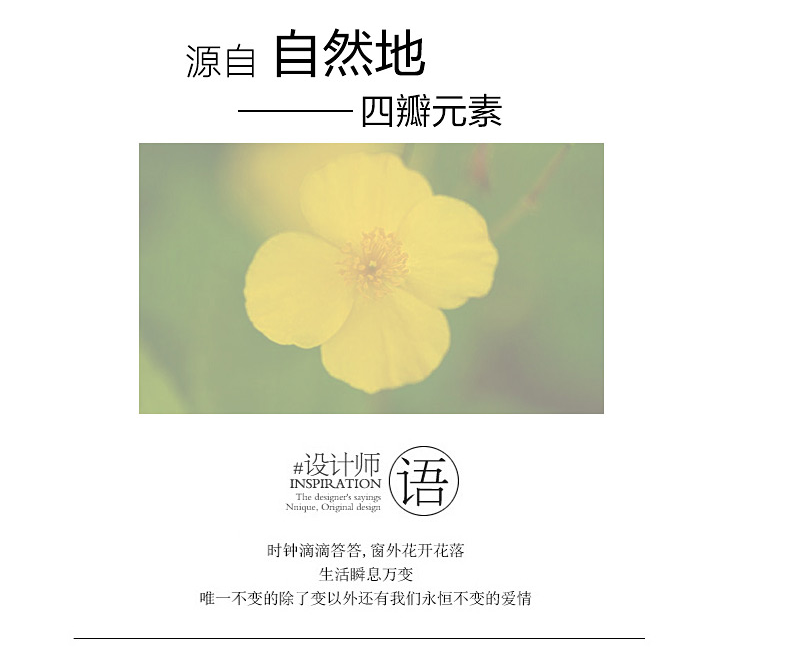 源自 自然地
————四瓣元素
#设计师 语
INSPIRATION
The designer's sayings
Nnique, Original design
时钟滴滴答答, 窗外花开花落
生活瞬息万变
唯一不变的除了变以外还有我们永恒不变的爱情